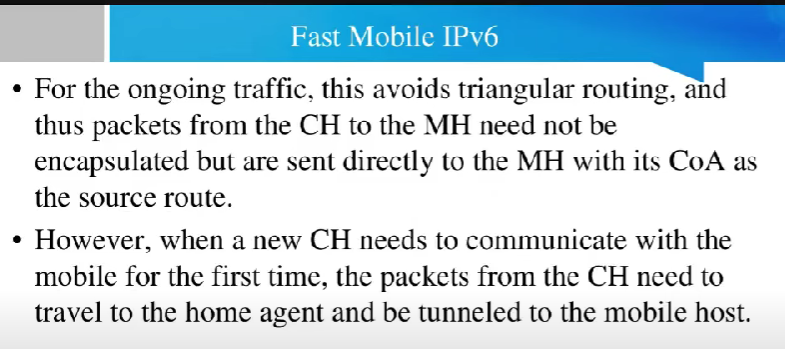 Fast Mobile IPv6
• For the ongoing traffic, this avoids triangular routing, and
thus packets from the CH to the MH need not be
encapsulated but are sent directly to the MH with its CoA as
the source route.
• However, when a new CH needs to communicate with the
mobile for the first time, the packets from the CH need to
travel to the home agent and be tunneled to the mobile host.